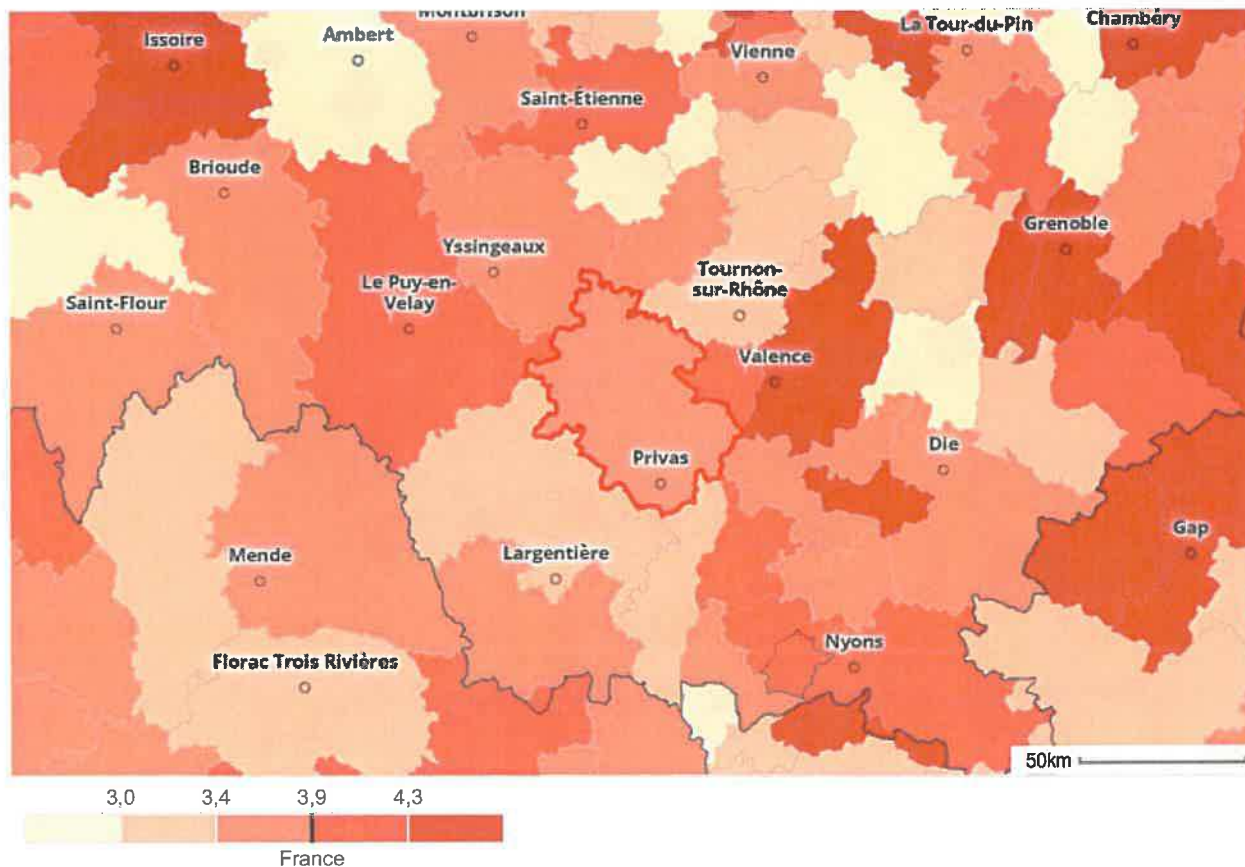 Montbrison
Issoire
Ambert
La Tour-du-Pin
Chambéry
Vienne
Saint-Étienne
Brioude
Grenoble
Yssingeaux
Tournon-
sur-Rhône
Le Puy-en-
Velay
Saint-Flour
Valence
Privas
Die
Gap
Mende
Largentière
Nyons
Florac Trois Rivières
50km
3,0
3,4
3,9
4,3
France